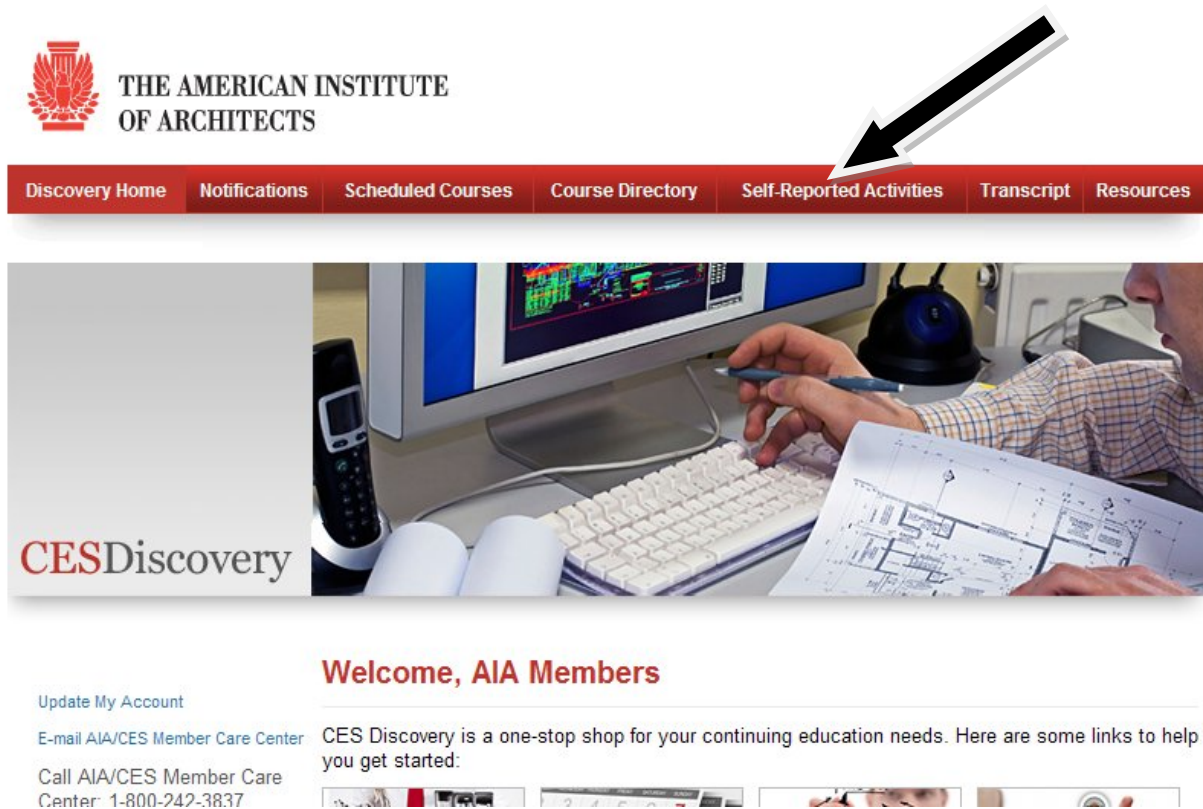 THE AMERICAN INSTITUTE
OF ARCHITECTS
Discovery Home Notifications Scheduled Courses Course Directory Self-Reported Activities Transcript Resources
CESDiscovery
Welcome, AIA Members
Update My Account
E-mail AIA/CES Member Care Center
Call AIA/CES Member Care
Center: 1-800-242-3837
CES Discovery is a one-stop shop for your continuing education needs. Here are some links to help
you get started: